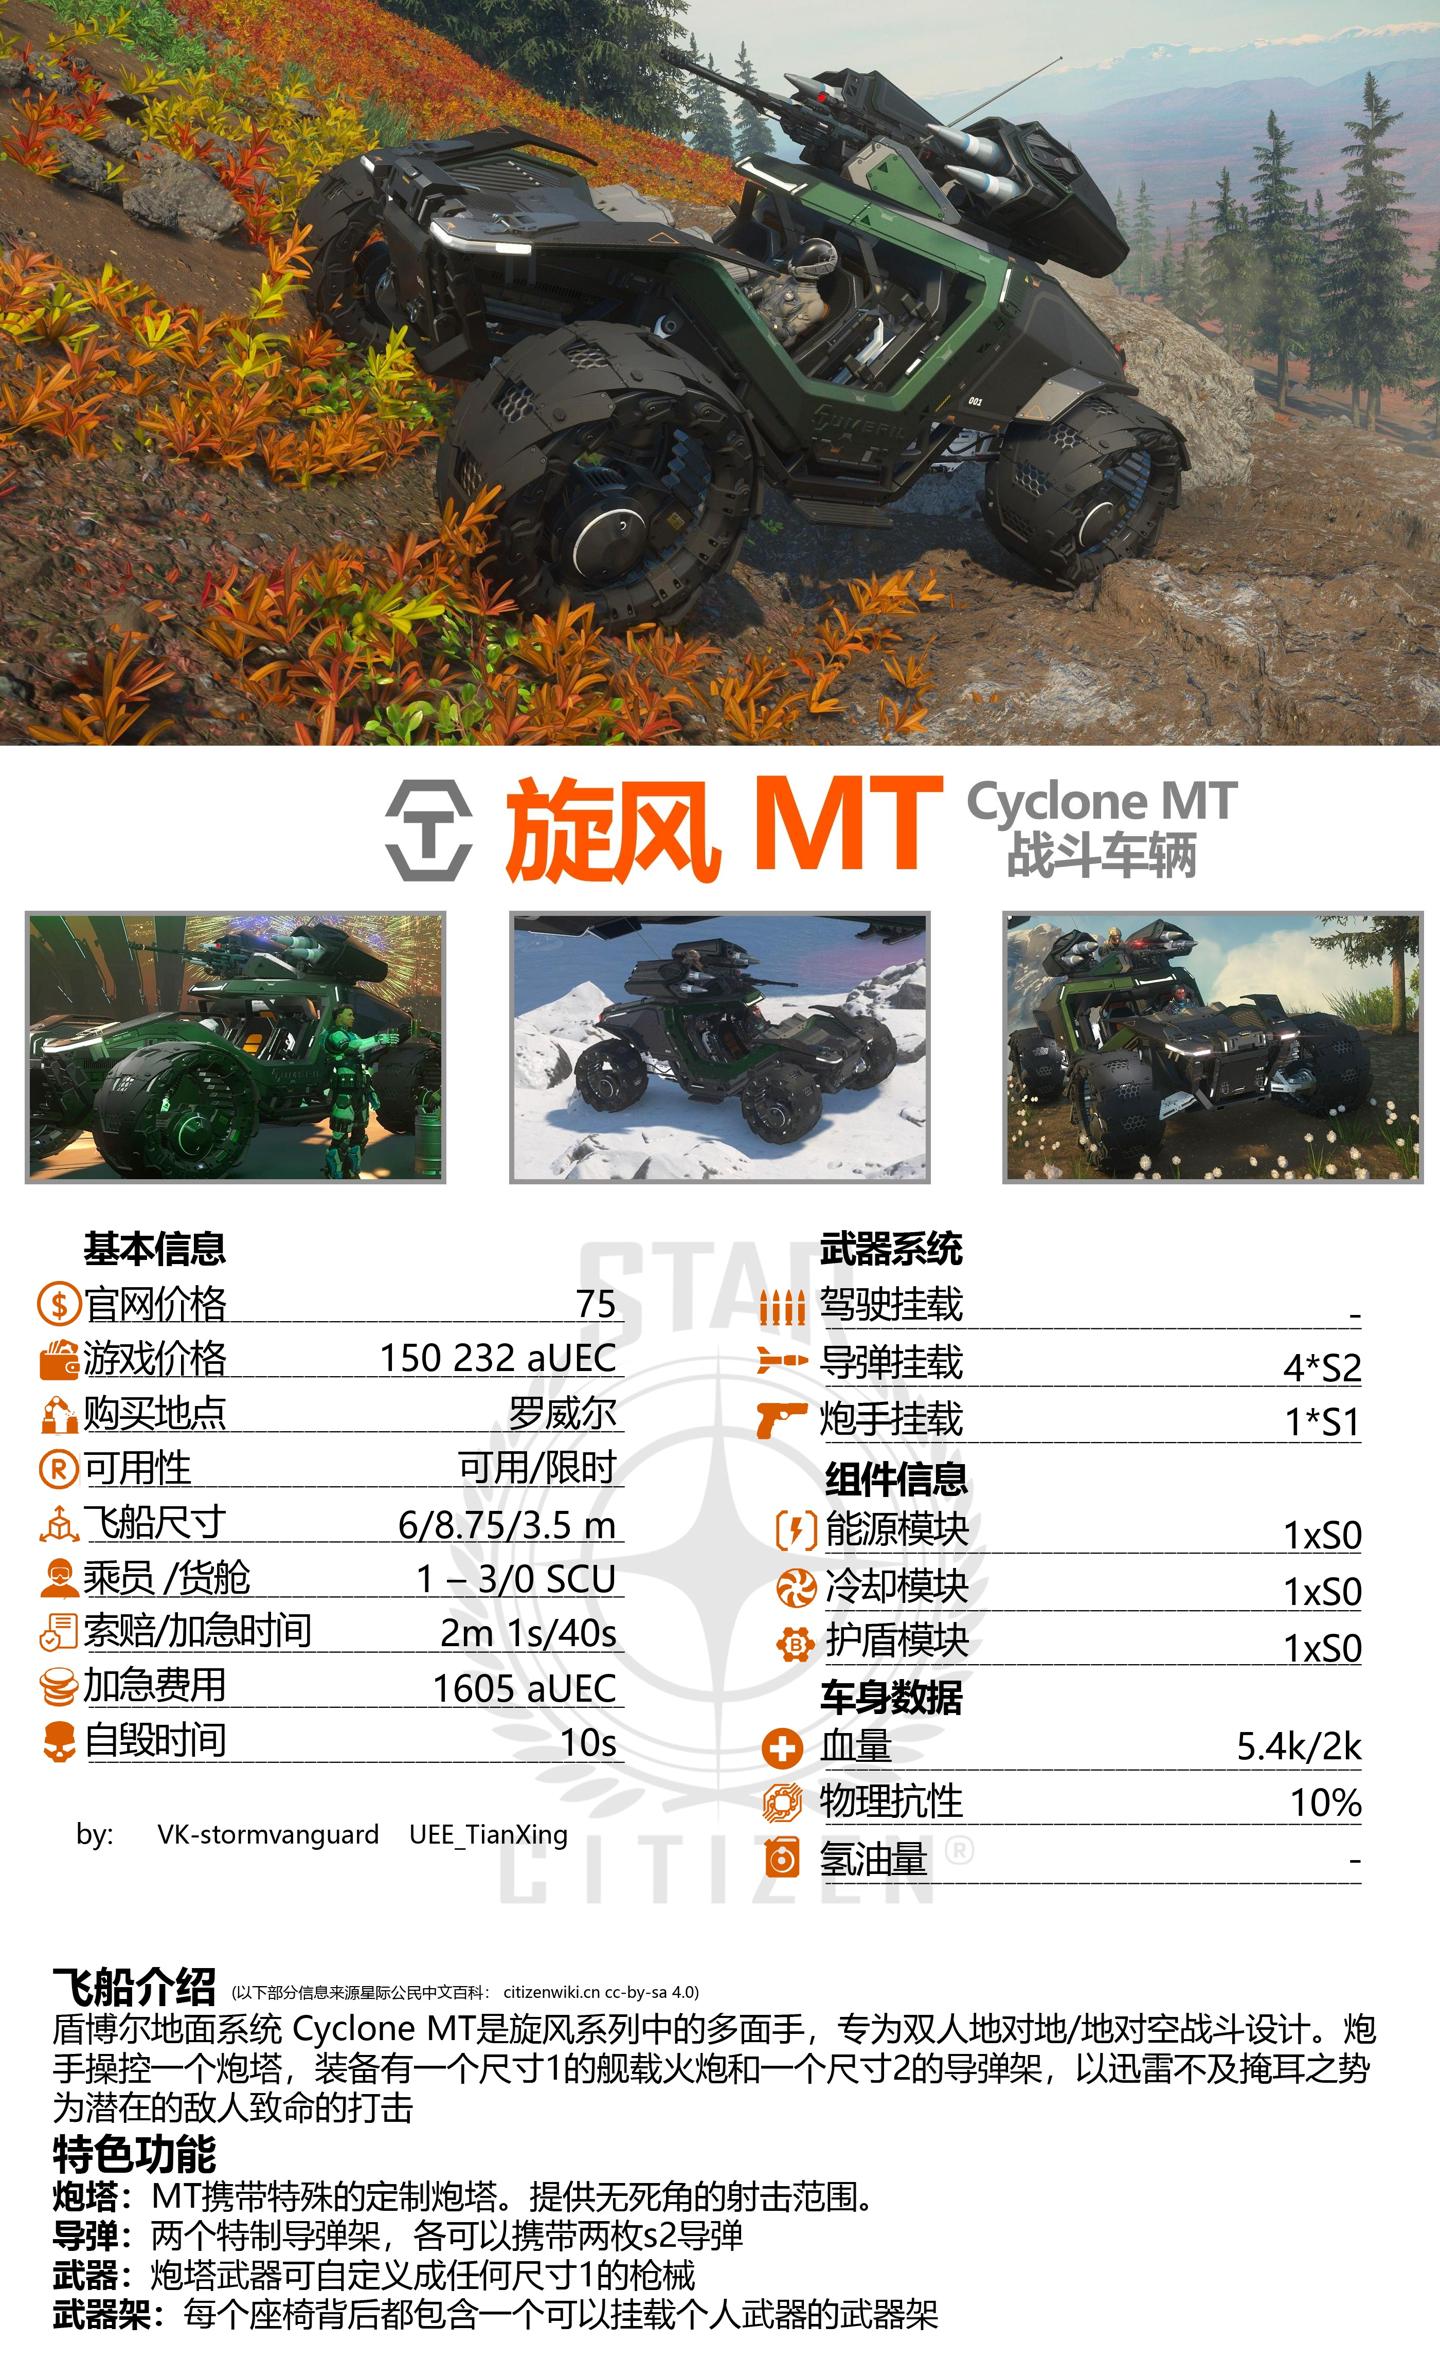 001
旋风 MT
Cyclone MT
战斗车辆
STAR
CITIZEN®
基本信息
官网价格 75
游戏价格 150 232 aUEC
购买地点 罗威尔
可用性 可用/限时
飞船尺寸 6/8.75/3.5 m
乘员 /货舱 1 – 3/0 SCU
索赔/加急时间 2m 1s/40s
加急费用 1605 aUEC
自毁时间 10s
by: VK-stormvanguard UEE_TianXing
武器系统
驾驶挂载 -
导弹挂载 4*S2
炮手挂载 1*S1
组件信息
能源模块 1xS0
冷却模块 1xS0
护盾模块 1xS0
车身数据
血量 5.4k/2k
物理抗性 10%
氢油量 -
飞船介绍 (以下部分信息来源星际公民中文百科： citizenwiki.cn cc-by-sa 4.0)
盾博尔地面系统 Cyclone MT是旋风系列中的多面手，专为双人地对地/地对空战斗设计。炮
手操控一个炮塔，装备有一个尺寸1的舰载火炮和一个尺寸2的导弹架，以迅雷不及掩耳之势
为潜在的敌人致命的打击
特色功能
炮塔：MT携带特殊的定制炮塔。提供无死角的射击范围。
导弹：两个特制导弹架，各可以携带两枚s2导弹
武器：炮塔武器可自定义成任何尺寸1的枪械
武器架：每个座椅背后都包含一个可以挂载个人武器的武器架